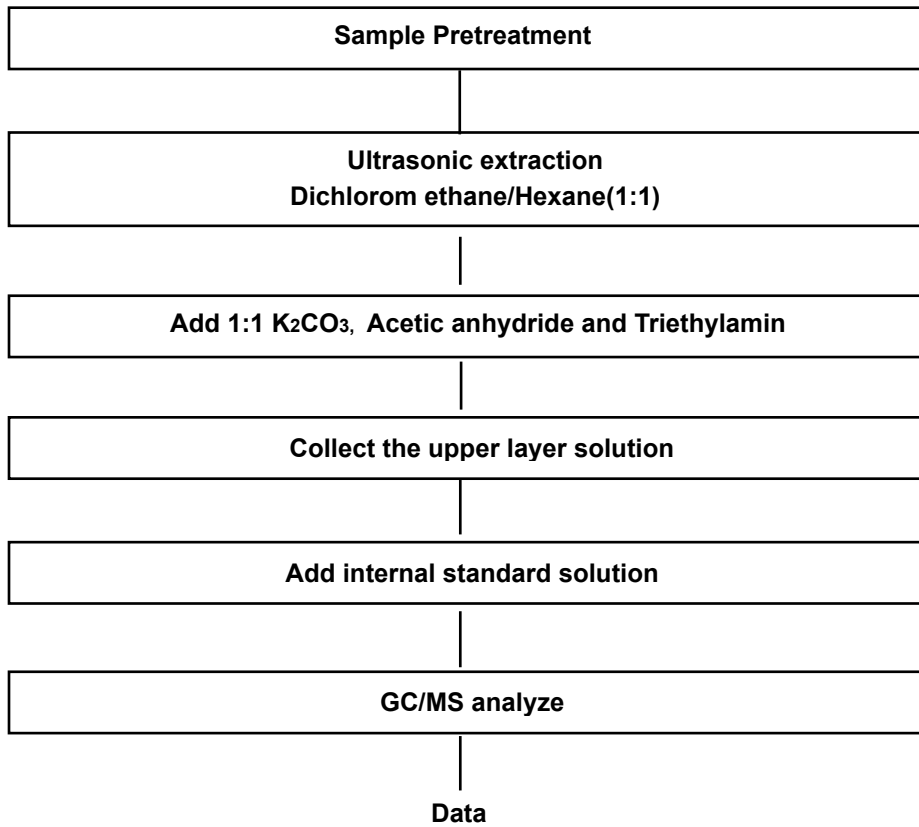 Sample Pretreatment
Ultrasonic extraction
Dichlorom ethane/Hexane(1:1)
Add 1:1 K₂CO₃, Acetic anhydride and Triethylamin
Collect the upper layer solution
Add internal standard solution
GC/MS analyze
Data